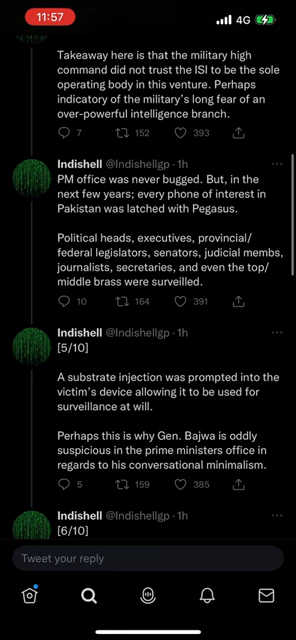 11:57
4G
Takeaway here is that the military high
command did not trust the ISI to be the sole
operating body in this venture. Perhaps
indicatory of the military's long fear of an
over-powerful intelligence branch.
7 152 393
Indishell @Indishellgp · 1h
PM office was never bugged. But, in the
next few years; every phone of interest in
Pakistan was latched with Pegasus.
Political heads, executives, provincial/
federal legislators, senators, judicial membs,
journalists, secretaries, and even the top/
middle brass were surveilled.
10 164 391
Indishell @Indishellgp · 1h
[5/10]
A substrate injection was prompted into the
victim's device allowing it to be used for
surveillance at will.
Perhaps this is why Gen. Bajwa is oddly
suspicious in the prime ministers office in
regards to his conversational minimalism.
5 159 385
Indishell @Indishellgp · 1h
[6/10]
Tweet your reply